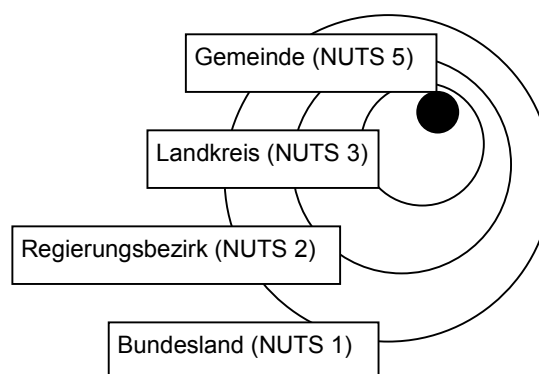 Gemeinde (NUTS 5)
Landkreis (NUTS 3)
Regierungsbezirk (NUTS 2)
Bundesland (NUTS 1)